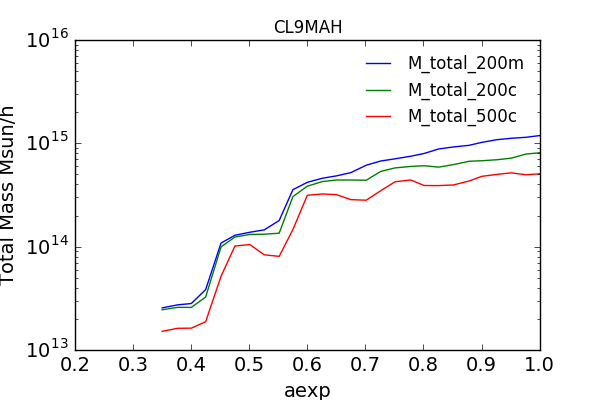 CL9MAH
10^16
10^15
10^14
10^13
Total Mass Msun/h
M_total_200m
M_total_200c
M_total_500c
0.2 0.3 0.4 0.5 0.6 0.7 0.8 0.9 1.0
aexp